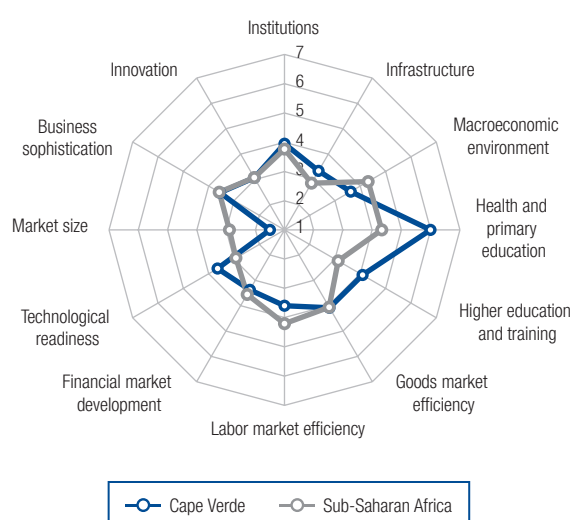 Institutions
7
6
5
4
3
2
1
Infrastructure
Macroeconomic
environment
Health and
primary
education
Higher education
and training
Goods market
efficiency
Labor market efficiency
Financial market
development
Technological
readiness
Market size
Business
sophistication
Innovation
Cape Verde
Sub-Saharan Africa